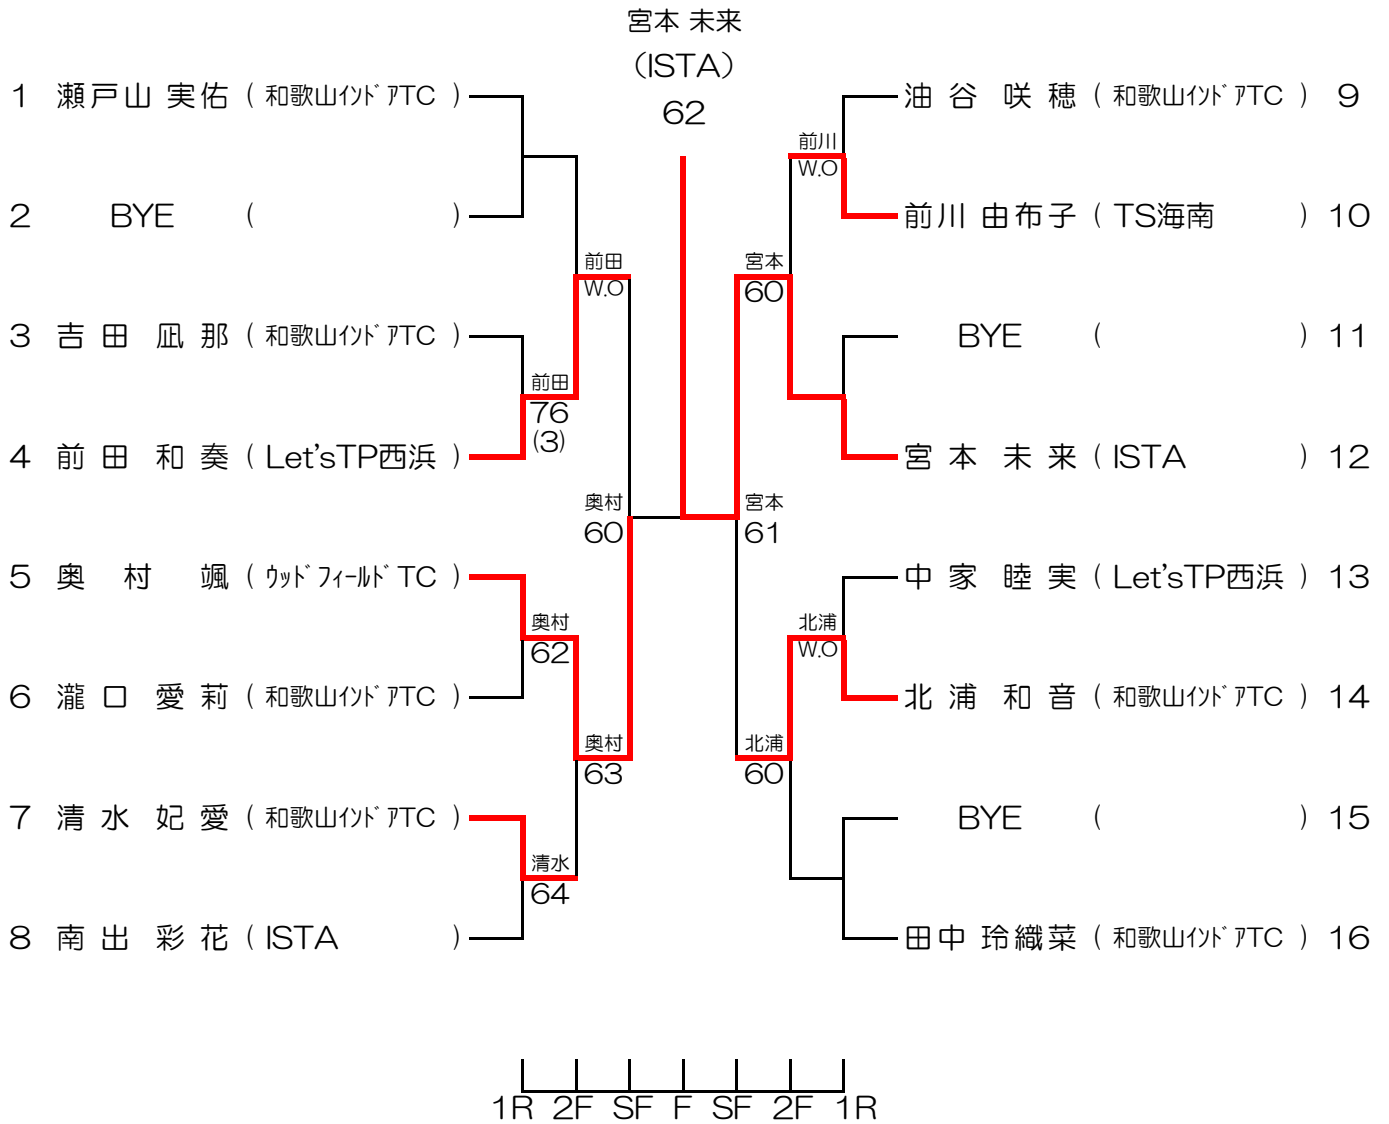 宮本 未来
(ISTA)
62
1 瀬戸山 実佑 ( 和歌山ｲﾝﾄﾞｱTC )
2 BYE ( )
3 吉田 凪那 ( 和歌山ｲﾝﾄﾞｱTC )
4 前田 和奏 ( Let'sTP西浜 )
5 奥村 颯 ( ｳｯﾄﾞﾌｨｰﾙﾄﾞTC )
6 瀧口 愛莉 ( 和歌山ｲﾝﾄﾞｱTC )
7 清水 妃愛 ( 和歌山ｲﾝﾄﾞｱTC )
8 南出 彩花 ( ISTA )
前田
76
(3)
奥村
62
清水
64
前田
W.O
奥村
63
奥村
60
宮本
61
宮本
60
北浦
60
前川
W.O
北浦
W.O
油谷 咲穂 ( 和歌山ｲﾝﾄﾞｱTC ) 9
前川 由布子 ( TS海南 ) 10
BYE ( ) 11
宮本 未来 ( ISTA ) 12
中家 睦実 ( Let'sTP西浜 ) 13
北浦 和音 ( 和歌山ｲﾝﾄﾞｱTC ) 14
BYE ( ) 15
田中 玲織菜 ( 和歌山ｲﾝﾄﾞｱTC ) 16
1R 2F SF F SF 2F 1R